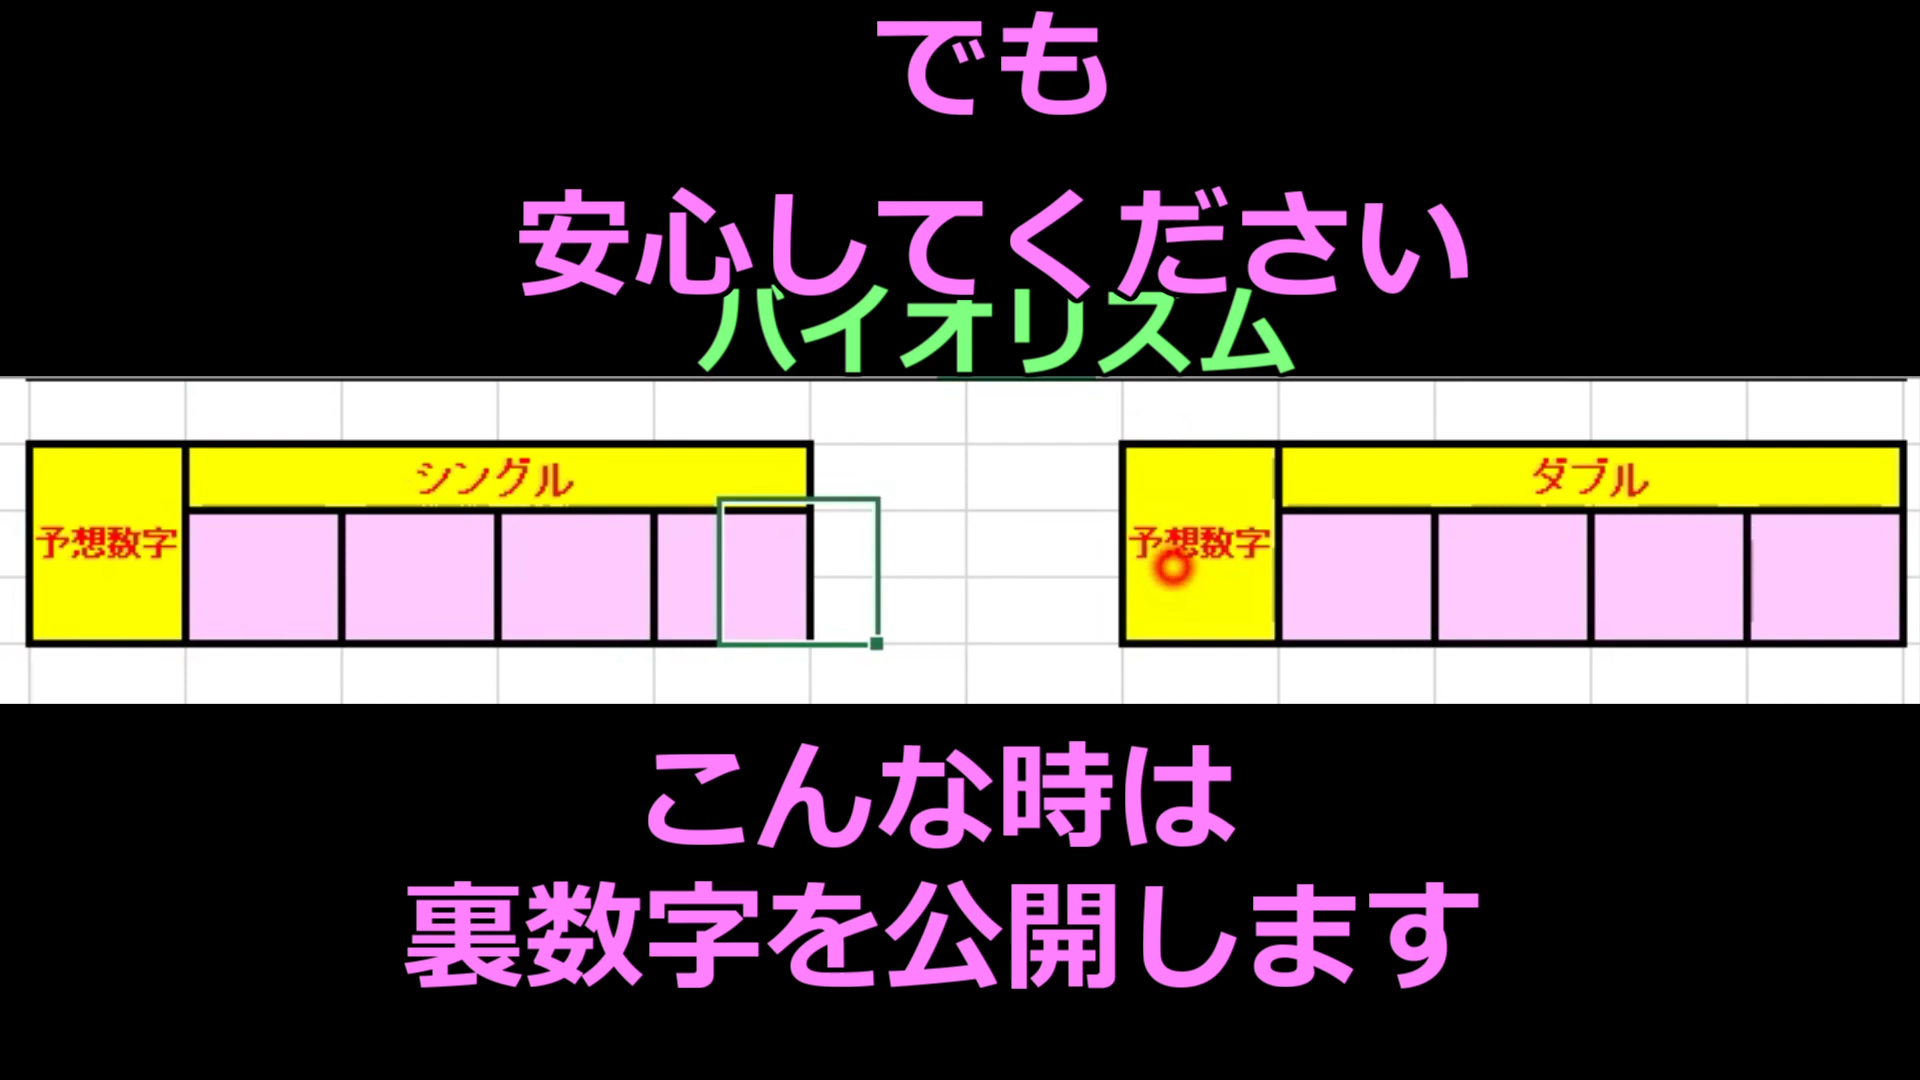 でも
安心してください
バイオリズム
シングル
予想数字
ダブル
予想数字
こんな時は
裏数字を公開します